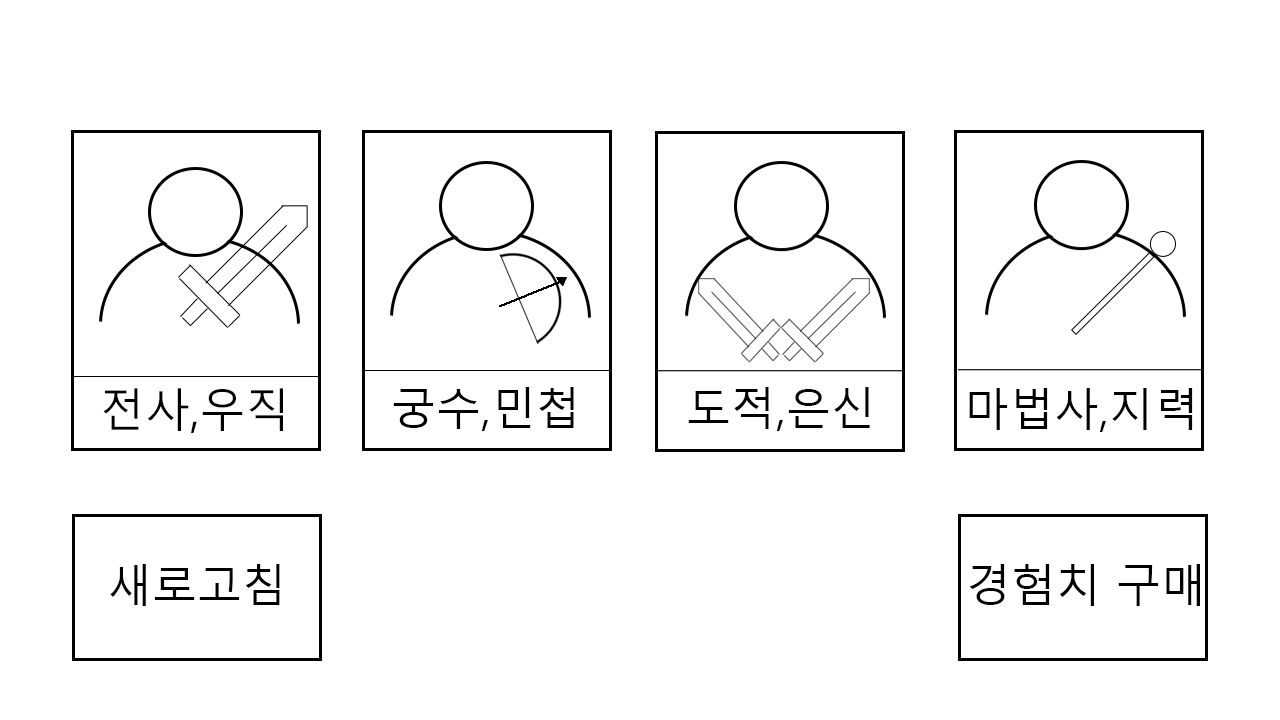 전사,우직
궁수,민첩
도적,은신
마법사,지력
새로고침
경험치 구매